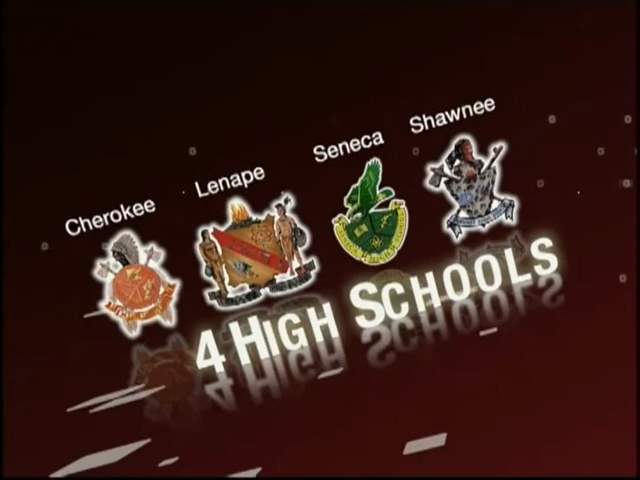 Cherokee
Lenape
Seneca
Shawnee
4 HIGH SCHOOLS